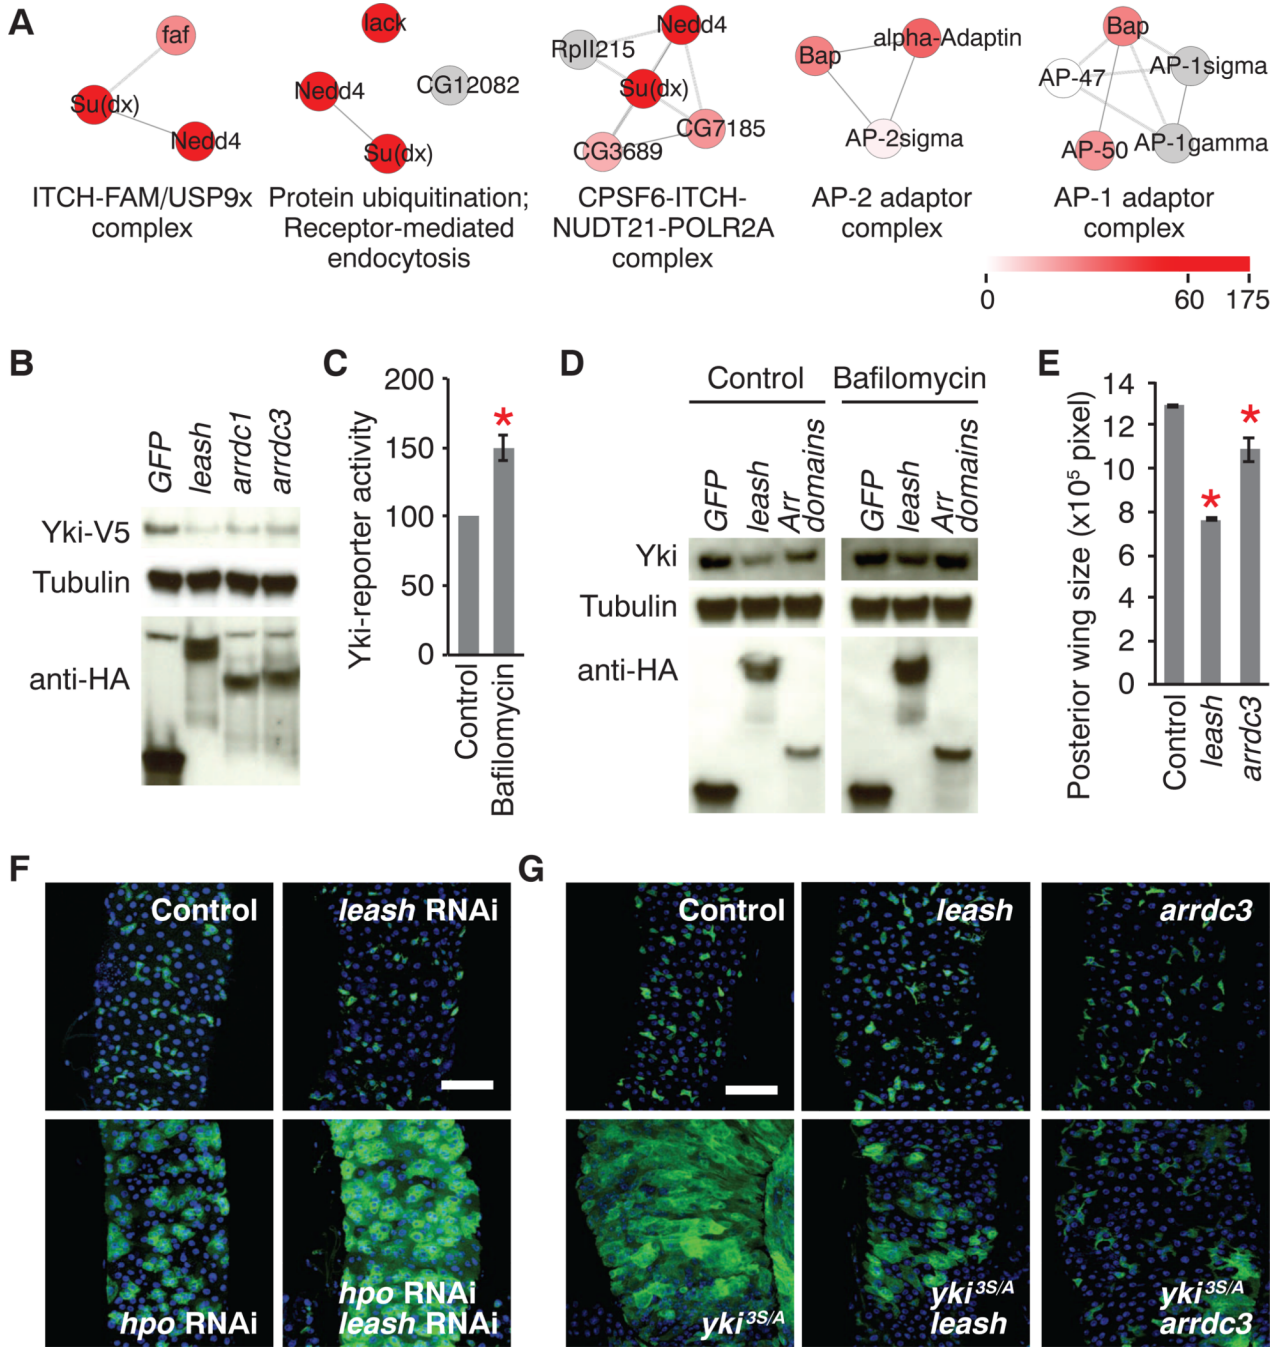 A
faf
Su(dx)
Nedd4
ITCH-FAM/USP9x
complex
lack
Nedd4
CG12082
Su(dx)
Protein ubiquitination;
Receptor-mediated
endocytosis
Nedd4
RpII215
Su(dx)
CG7185
CG3689
CPSF6-ITCH-
NUDT21-POLR2A
complex
Bap
alpha-Adaptin
AP-2sigma
AP-2 adaptor
complex
Bap
AP-47
AP-1sigma
AP-50
AP-1gamma
AP-1 adaptor
complex
0 60 175
B
GFP
leash
arrdc1
arrdc3
Yki-V5
Tubulin
anti-HA
C
Yki-reporter activity
200
150
100
50
0
*
Control
Bafilomycin
D
Control
Bafilomycin
GFP
leash
Arr
domains
GFP
leash
Arr
domains
Yki
Tubulin
anti-HA
E
Posterior wing size (x10⁵ pixel)
14
12
10
8
6
4
2
0
*
*
Control
leash
arrdc3
F
Control
leash RNAi
hpo RNAi
hpo RNAi
leash RNAi
G
Control
leash
arrdc3
yki³ˢ/ᴬ
yki³ˢ/ᴬ
leash
yki³ˢ/ᴬ
arrdc3